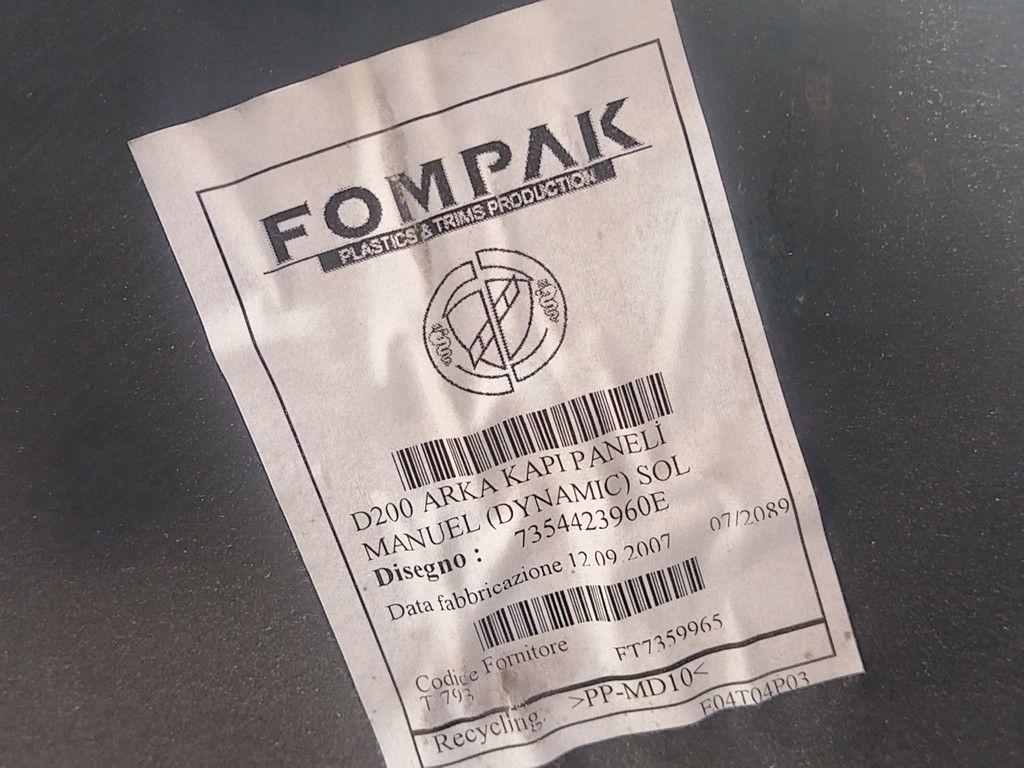 FOMPAK
PLASTICS & TRIMS PRODUCTION
D200 ARKA KAPI PANELİ
MANUEL (DYNAMIC) SOL
Disegno : 7354423960E
Data fabbricazione 12.09.2007 07/2089
Codice Fornitore FT7359965
T 793
Recycling: >PP-MD10<
E04T04P03